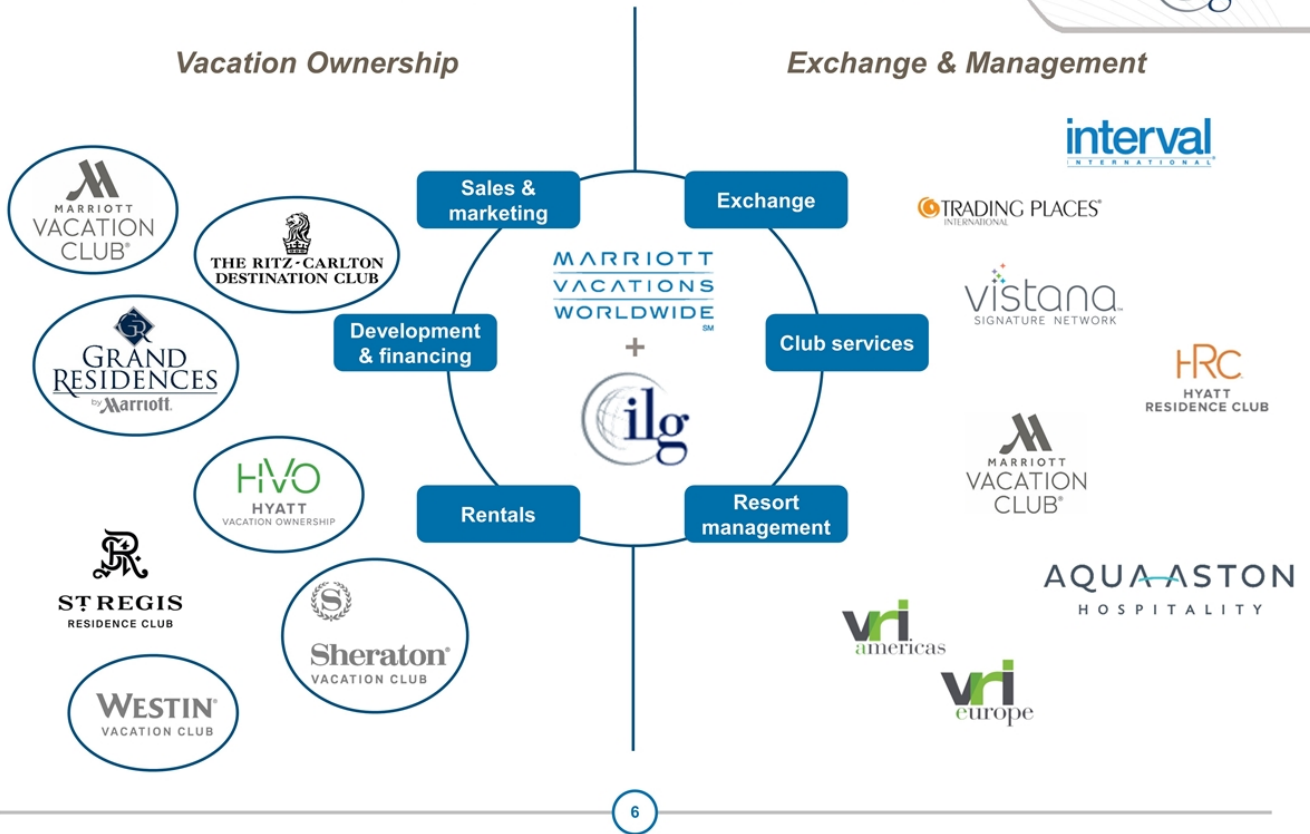 Vacation Ownership
Exchange & Management
MARRIOTT
VACATION
CLUB®
THE RITZ-CARLTON
DESTINATION CLUB
GR
GRAND
RESIDENCES
by Marriott.
HVO
HYATT
VACATION OWNERSHIP
ST REGIS
RESIDENCE CLUB
S
Sheraton®
VACATION CLUB
WESTIN®
VACATION CLUB
Sales &
marketing
Development
& financing
Rentals
MARRIOTT
VACATIONS
WORLDWIDE
SM
+
ilg
Exchange
Club services
Resort
management
interval
INTERNATIONAL®
TRADING PLACES®
INTERNATIONAL
vistana™
SIGNATURE NETWORK
HRC
HYATT
RESIDENCE CLUB
MARRIOTT
VACATION
CLUB®
AQUA-ASTON
HOSPITALITY
vri
americas
vri
europe
6